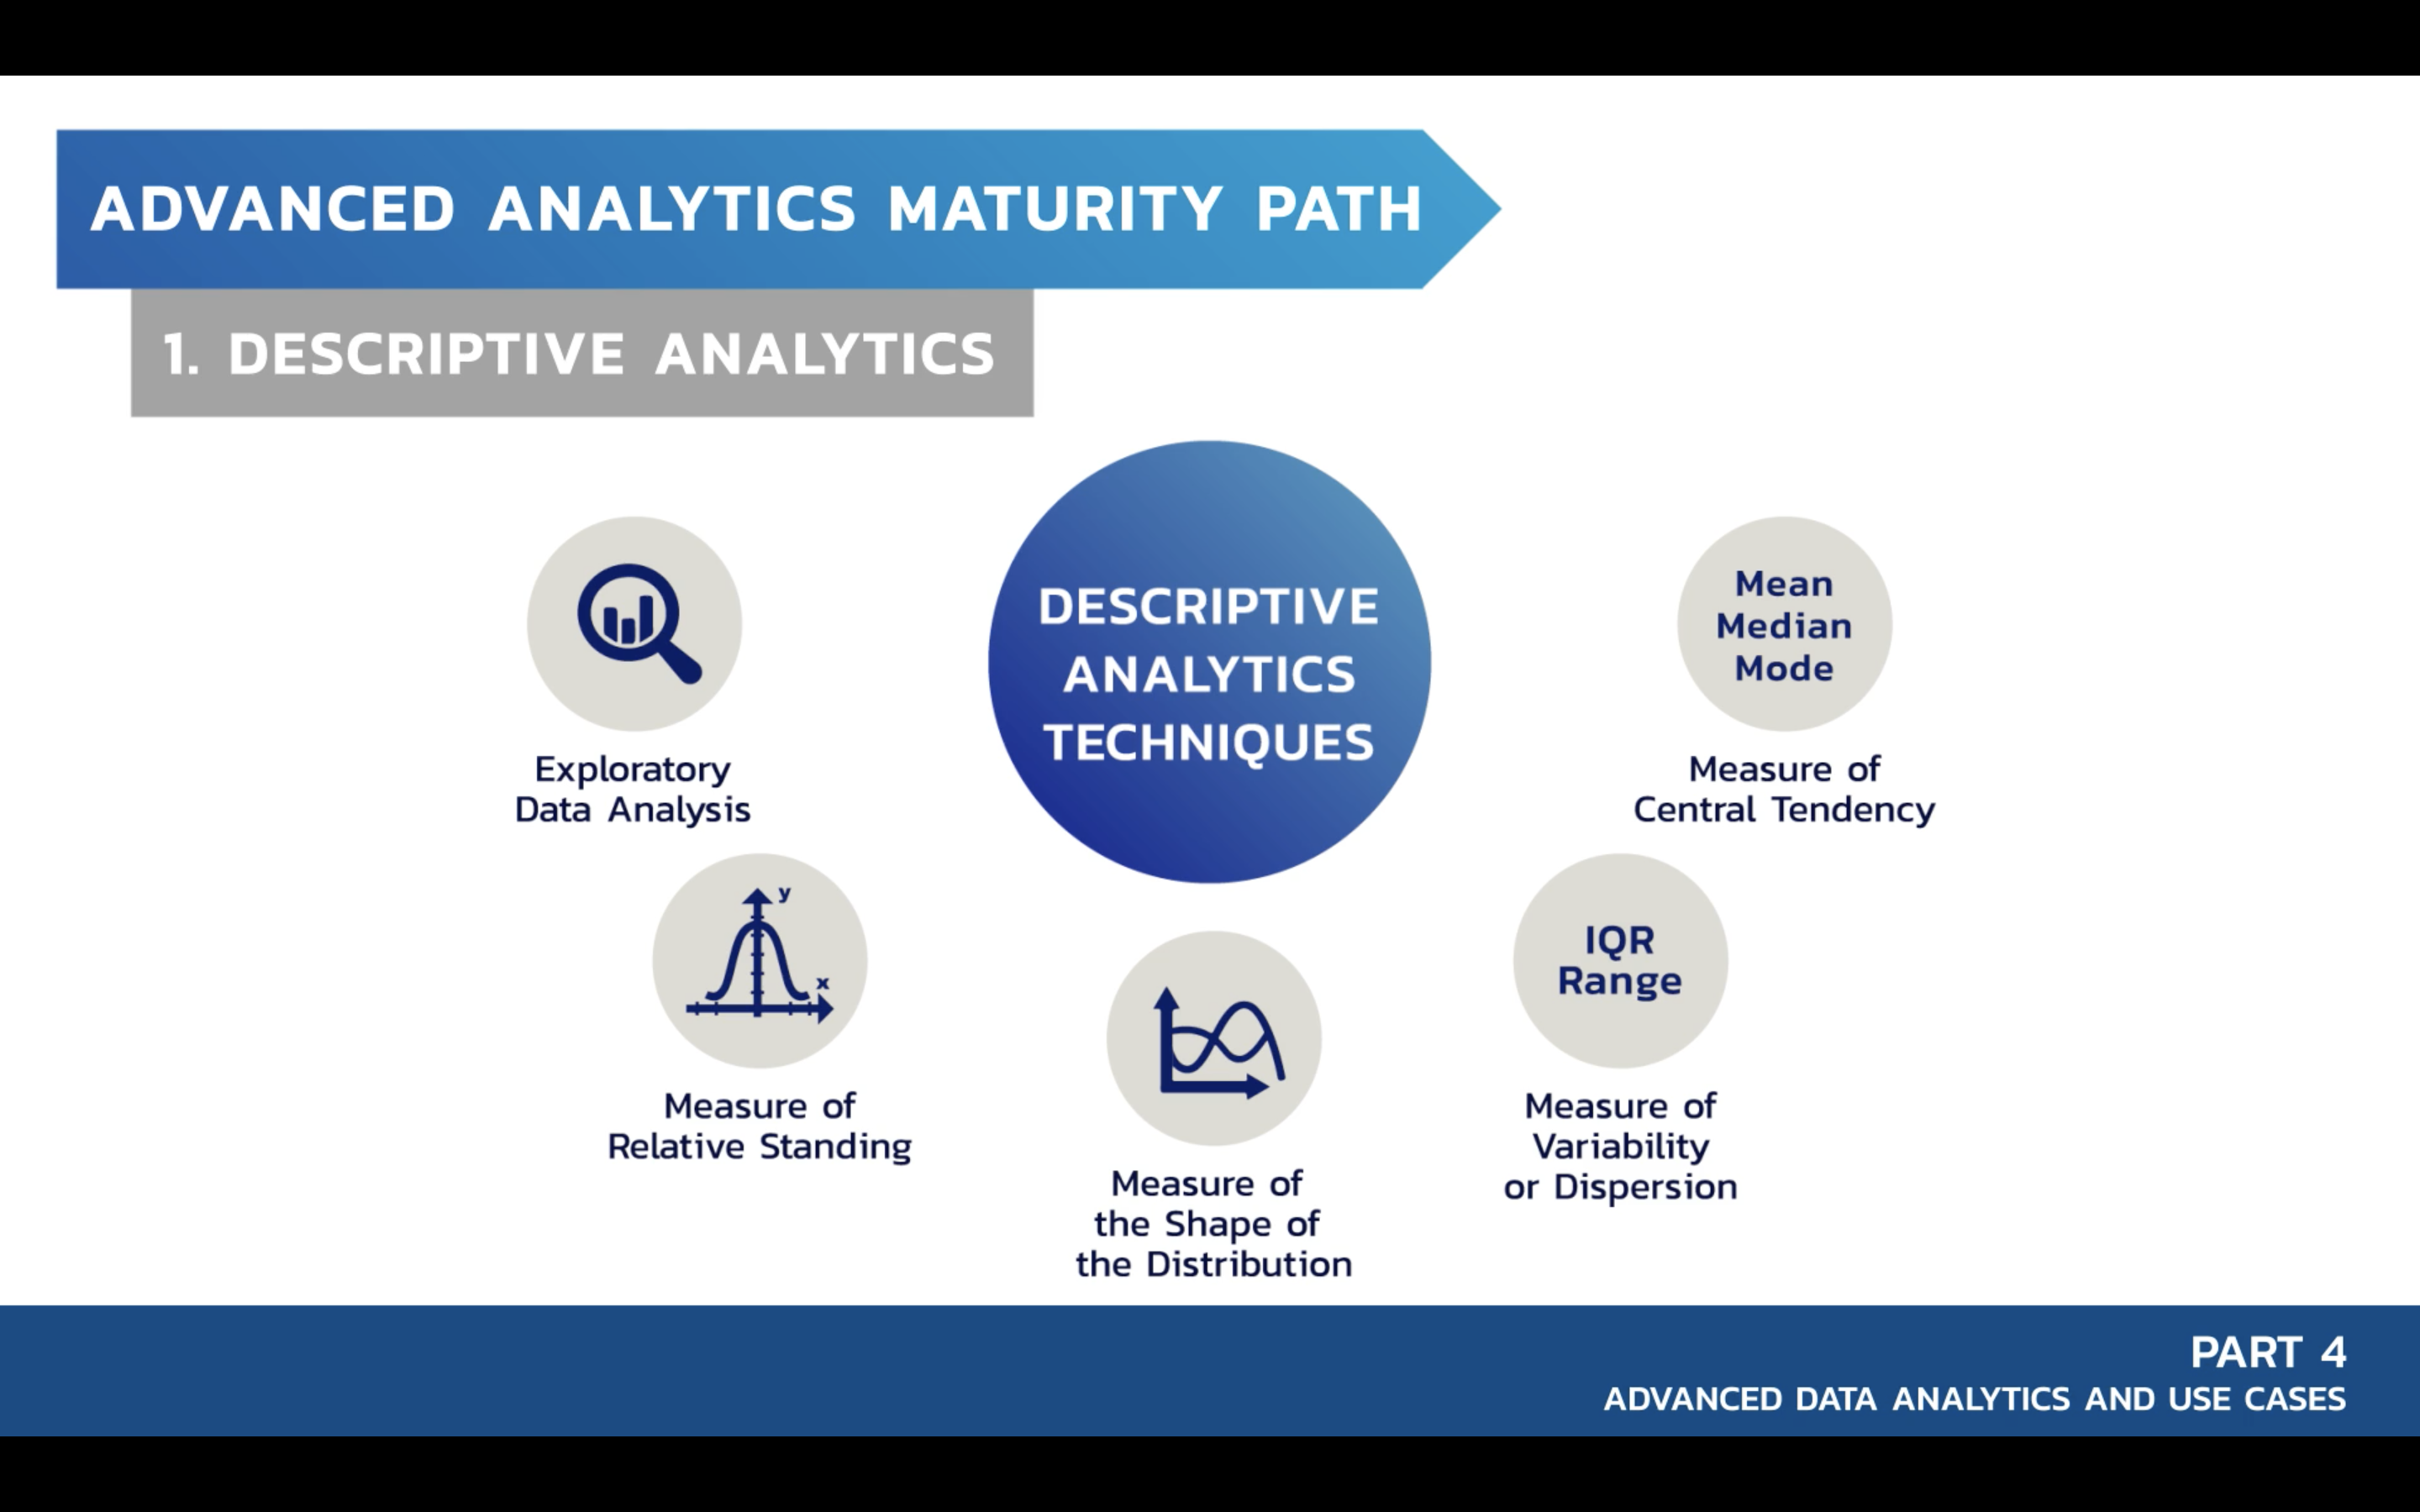 ADVANCED ANALYTICS MATURITY PATH
1. DESCRIPTIVE ANALYTICS
DESCRIPTIVE
ANALYTICS
TECHNIQUES
Exploratory
Data Analysis
y
x
Measure of
Relative Standing
Measure of
the Shape of
the Distribution
IQR
Range
Measure of
Variability
or Dispersion
Mean
Median
Mode
Measure of
Central Tendency
PART 4
ADVANCED DATA ANALYTICS AND USE CASES